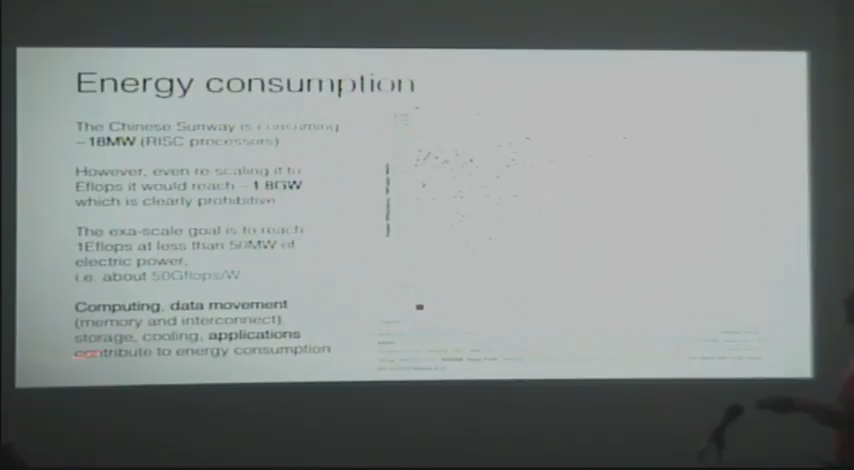 Energy consumption
The Chinese Sunway is consuming
~18MW (RISC processors)
However, even re-scaling it to
Eflops it would reach ~ 1.8GW
which is clearly prohibitive
The exa-scale goal is to reach
1Eflops at less than 50MW of
electric power,
i.e. about 50Gflops/W
Computing, data movement
(memory and interconnect),
storage, cooling, applications
contribute to energy consumption